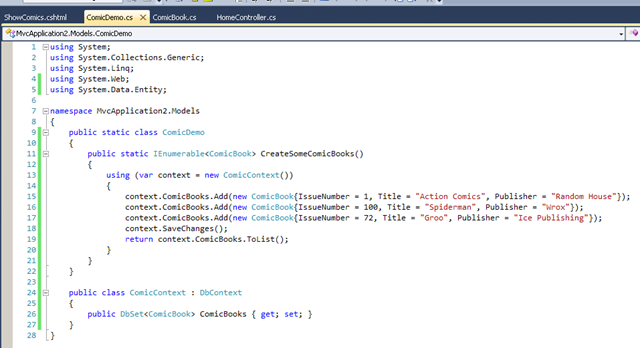 ShowComics.cshtml ComicDemo.cs ComicBook.cs HomeController.cs
MvcApplication2.Models.ComicDemo
1 using System;
2 using System.Collections.Generic;
3 using System.Linq;
4 using System.Web;
5 using System.Data.Entity;
6
7 namespace MvcApplication2.Models
8 {
9 public static class ComicDemo
10 {
11 public static IEnumerable<ComicBook> CreateSomeComicBooks()
12 {
13 using (var context = new ComicContext())
14 {
15 context.ComicBooks.Add(new ComicBook{IssueNumber = 1, Title = "Action Comics", Publisher = "Random House"});
16 context.ComicBooks.Add(new ComicBook{IssueNumber = 100, Title = "Spiderman", Publisher = "Wrox"});
17 context.ComicBooks.Add(new ComicBook{IssueNumber = 72, Title = "Groo", Publisher = "Ice Publishing"});
18 context.SaveChanges();
19 return context.ComicBooks.ToList();
20 }
21 }
22 }
23
24 public class ComicContext : DbContext
25 {
26 public DbSet<ComicBook> ComicBooks { get; set; }
27 }
28 }